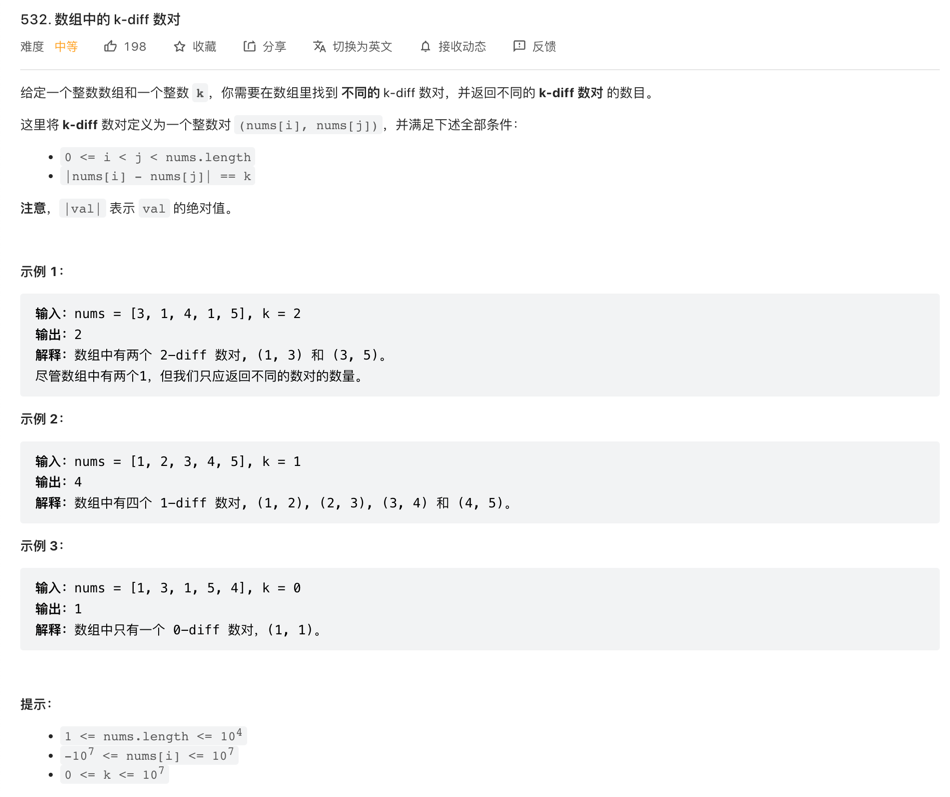 532. 数组中的 k-diff 数对
难度 中等 198 收藏 分享 切换为英文 接收动态 反馈
给定一个整数数组和一个整数 k，你需要在数组里找到 不同的 k-diff 数对，并返回不同的 k-diff 数对 的数目。
这里将 k-diff 数对定义为一个整数对 (nums[i], nums[j])，并满足下述全部条件：
• 0 <= i < j < nums.length
• |nums[i] - nums[j]| == k
注意，|val| 表示 val 的绝对值。
示例 1：
输入：nums = [3, 1, 4, 1, 5], k = 2
输出：2
解释：数组中有两个 2-diff 数对, (1, 3) 和 (3, 5)。
尽管数组中有两个1，但我们只应返回不同的数对的数量。
示例 2：
输入：nums = [1, 2, 3, 4, 5], k = 1
输出：4
解释：数组中有四个 1-diff 数对, (1, 2), (2, 3), (3, 4) 和 (4, 5)。
示例 3：
输入：nums = [1, 3, 1, 5, 4], k = 0
输出：1
解释：数组中只有一个 0-diff 数对，(1, 1)。
提示：
• 1 <= nums.length <= 10⁴
• -10⁷ <= nums[i] <= 10⁷
• 0 <= k <= 10⁷